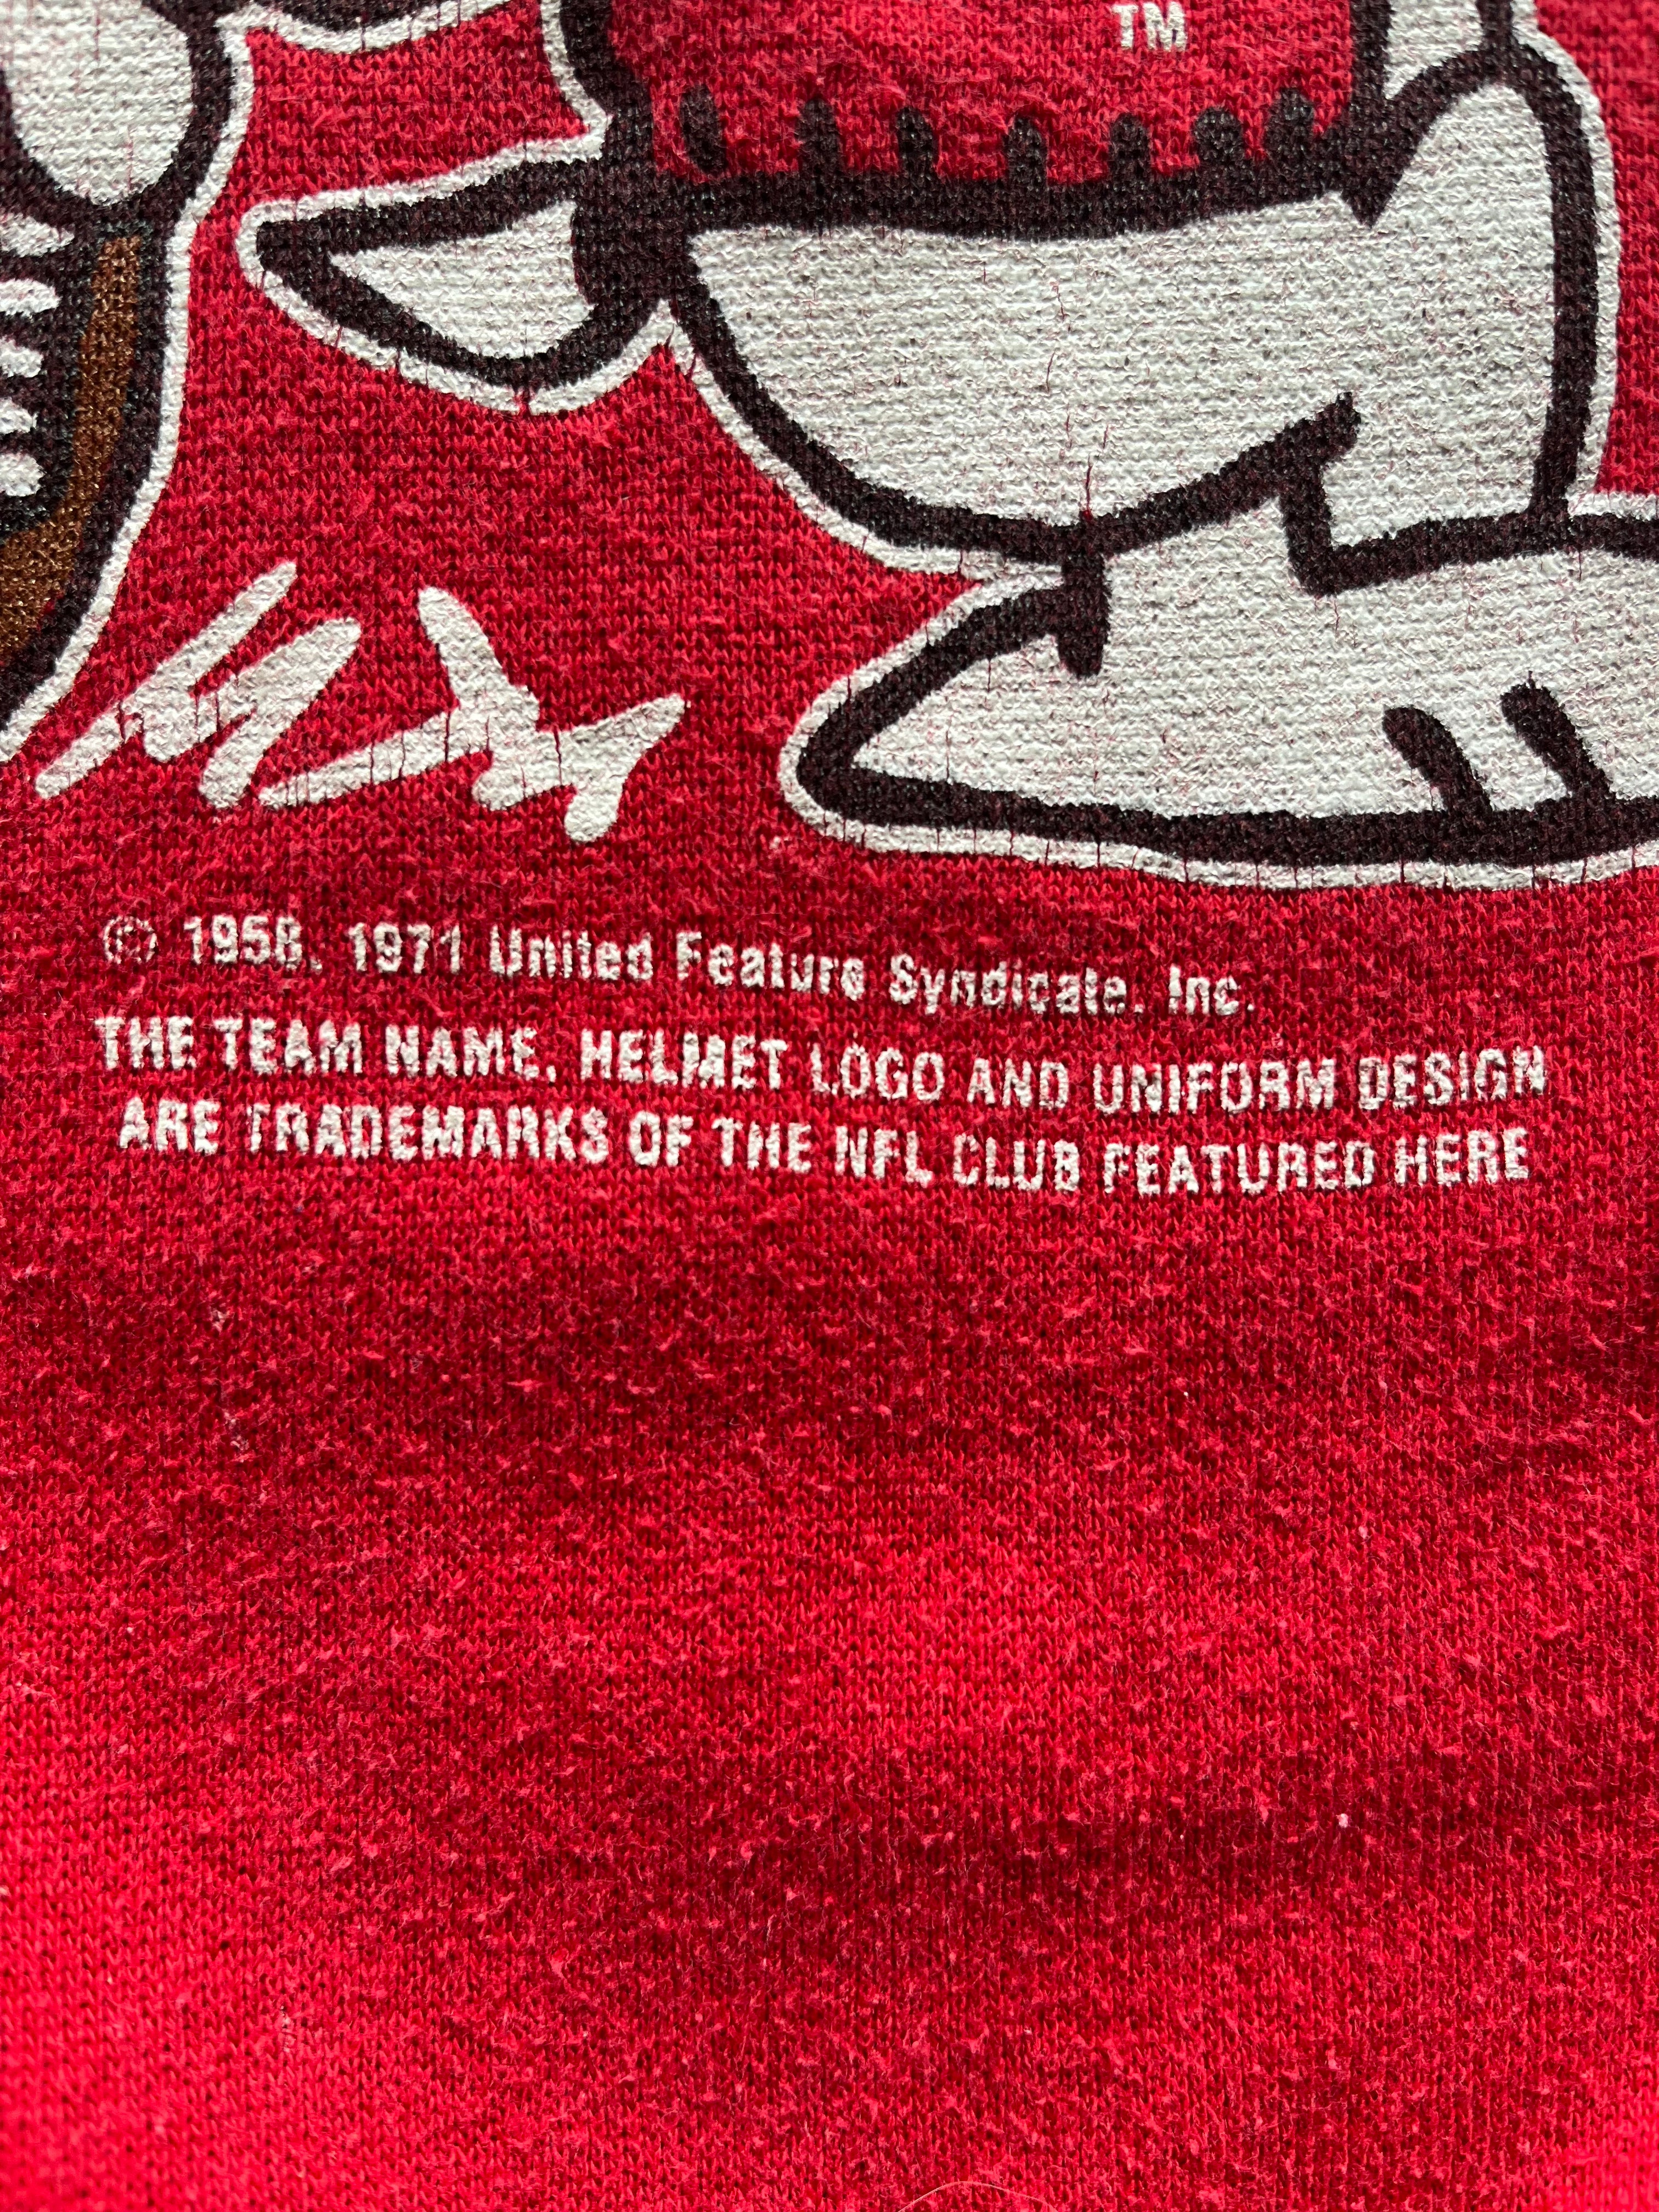 TM
Schulz
© 1958, 1971 United Feature Syndicate, Inc.
THE TEAM NAME, HELMET LOGO AND UNIFORM DESIGN
ARE TRADEMARKS OF THE NFL CLUB FEATURED HERE